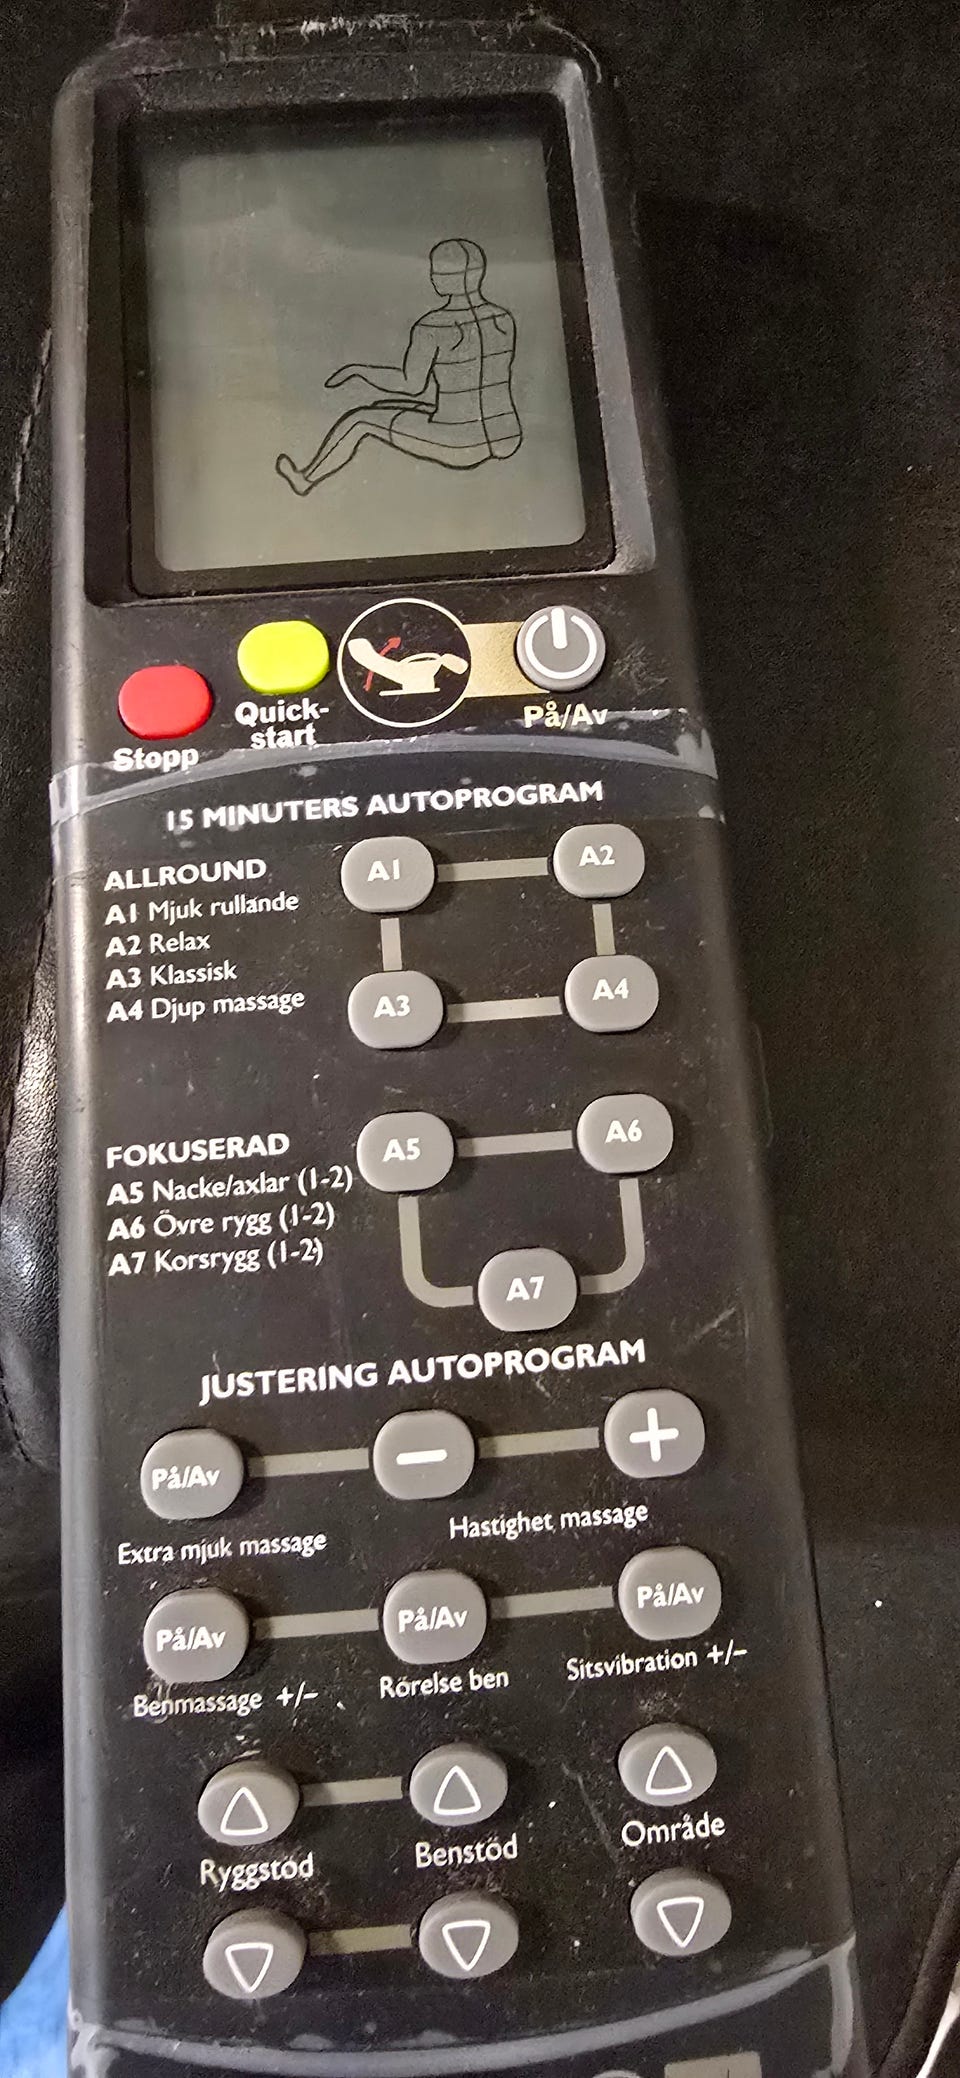 Stopp
Quick-
start
På/Av
15 MINUTERS AUTOPROGRAM
ALLROUND
A1 Mjuk rullande
A2 Relax
A3 Klassisk
A4 Djup massage
A1
A2
A3
A4
FOKUSERAD
A5 Nacke/axlar (1-2)
A6 Övre rygg (1-2)
A7 Korsrygg (1-2)
A5
A6
A7
JUSTERING AUTOPROGRAM
På/Av
−
+
Extra mjuk massage
Hastighet massage
På/Av
På/Av
På/Av
Benmassage +/−
Rörelse ben
Sitsvibration +/−
Ryggstöd
Benstöd
Område